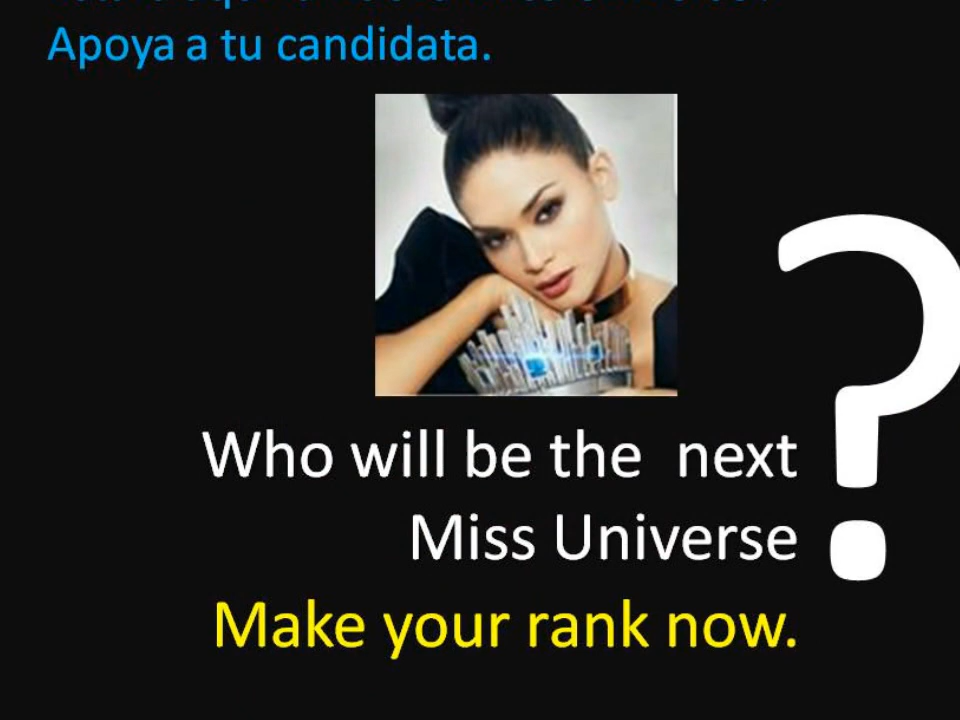 Apoya a tu candidata.
?
Who will be the next
Miss Universe
Make your rank now.